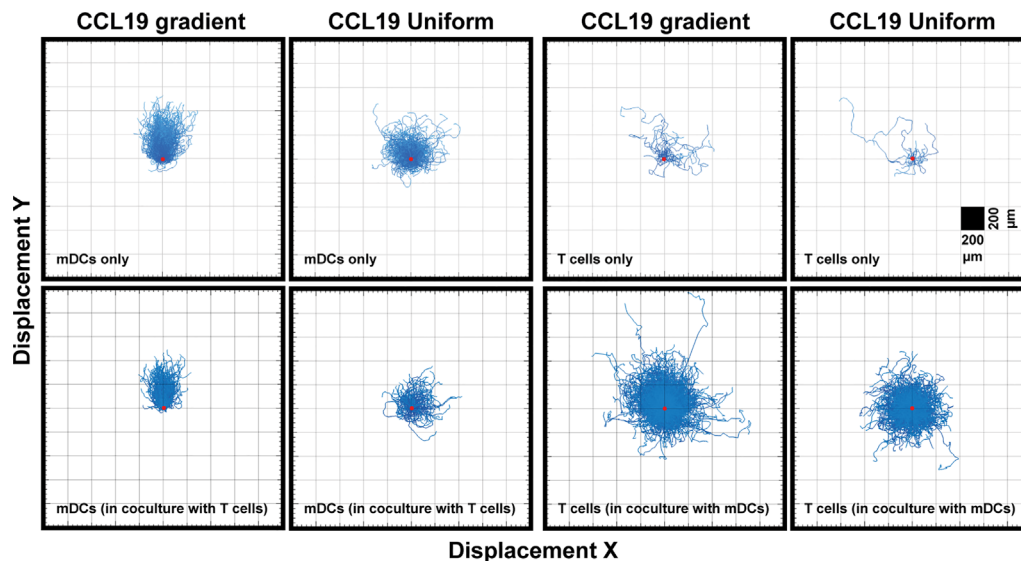 CCL19 gradient
CCL19 Uniform
CCL19 gradient
CCL19 Uniform
Displacement Y
mDCs only
mDCs only
T cells only
T cells only
200
μm
200
μm
mDCs (in coculture with T cells)
mDCs (in coculture with T cells)
T cells (in coculture with mDCs)
T cells (in coculture with mDCs)
Displacement X